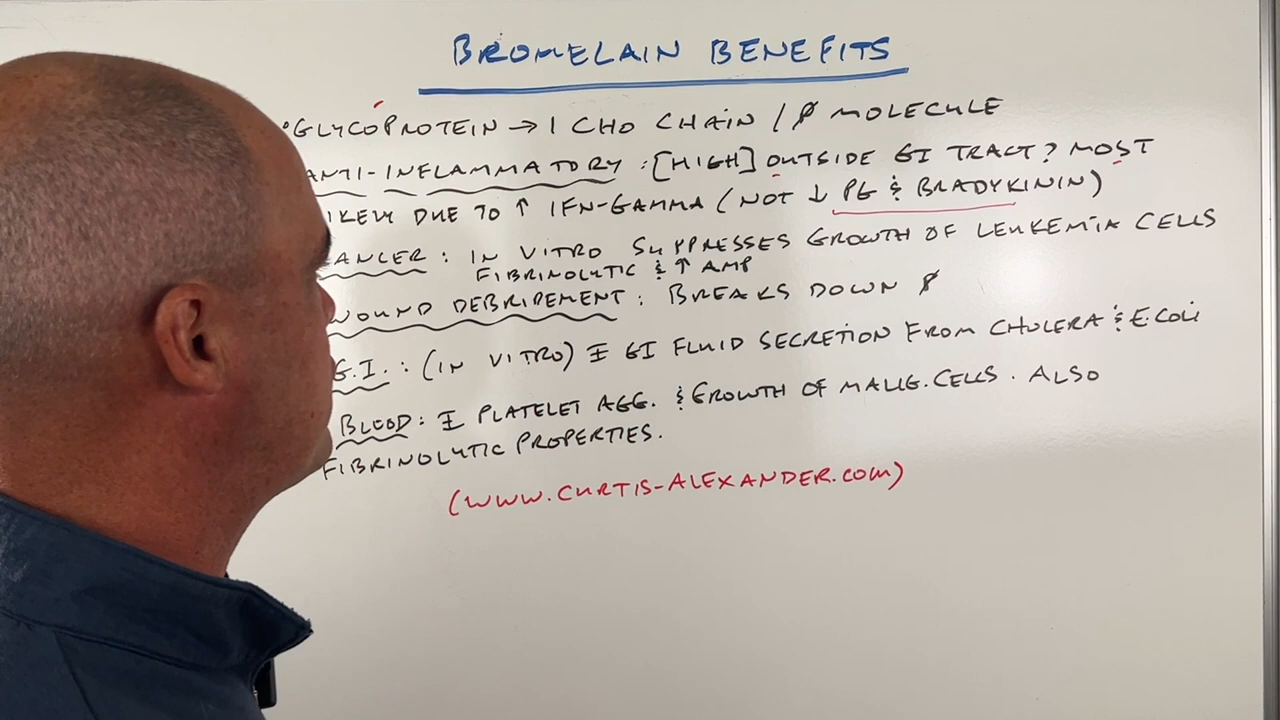 BROMELAIN BENEFITS
°GLYCOPROTEIN → 1 CHO CHAIN / ₱ MOLECULE
ANTI-INFLAMMATORY : [HIGH] OUTSIDE GI TRACT? MOST
IKELY DUE TO ↑ IFN-GAMMA (NOT ↓ PG & BRADYKININ)
ANCER : IN VITRO SUPPRESSES GROWTH OF LEUKEMIA CELLS
FIBRINOLYTIC & ↑ AMP
WOUND DEBRIDEMENT : BREAKS DOWN ₱
G.I. : (IN VITRO) I GI FLUID SECRETION FROM CHOLERA & E.COLI
BLOOD : I PLATELET AGG. & GROWTH OF MALIG. CELLS. ALSO
FIBRINOLYTIC PROPERTIES.
(WWW.CURTIS-ALEXANDER.COM)